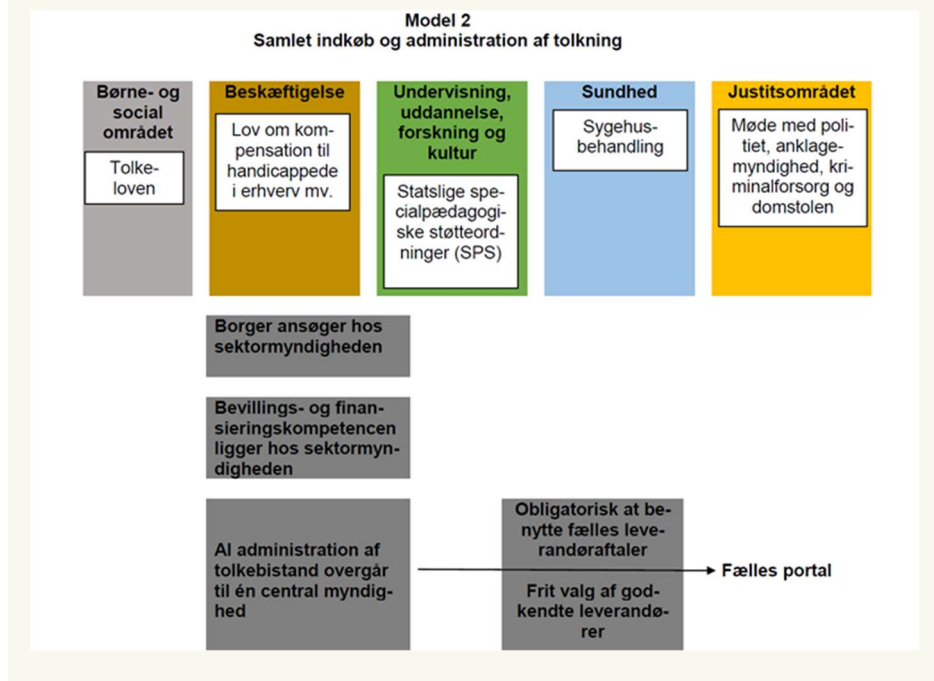 Model 2
Samlet indkøb og administration af tolkning
Børne- og
social
området
Tolke-
loven
Beskæftigelse
Lov om kom-
pensation til
handicappede
i erhverv mv.
Undervisning,
uddannelse,
forskning og
kultur
Statslige spe-
cialpædagogi-
ske støtteord-
ninger (SPS)
Sundhed
Sygehus-
behandling
Justitsområdet
Møde med poli-
tiet, anklage-
myndighed, kri-
minalforsorg og
domstolen
Borger ansøger hos
sektormyndigheden
Bevillings- og finan-
sieringskompetencen
ligger hos sektormyn-
digheden
Al administration af
tolkebistand overgår
til én central myndig-
hed
Obligatorisk at be-
nytte fælles leve-
randøraftaler
Frit valg af god-
kendte leverandø-
rer
Fælles portal